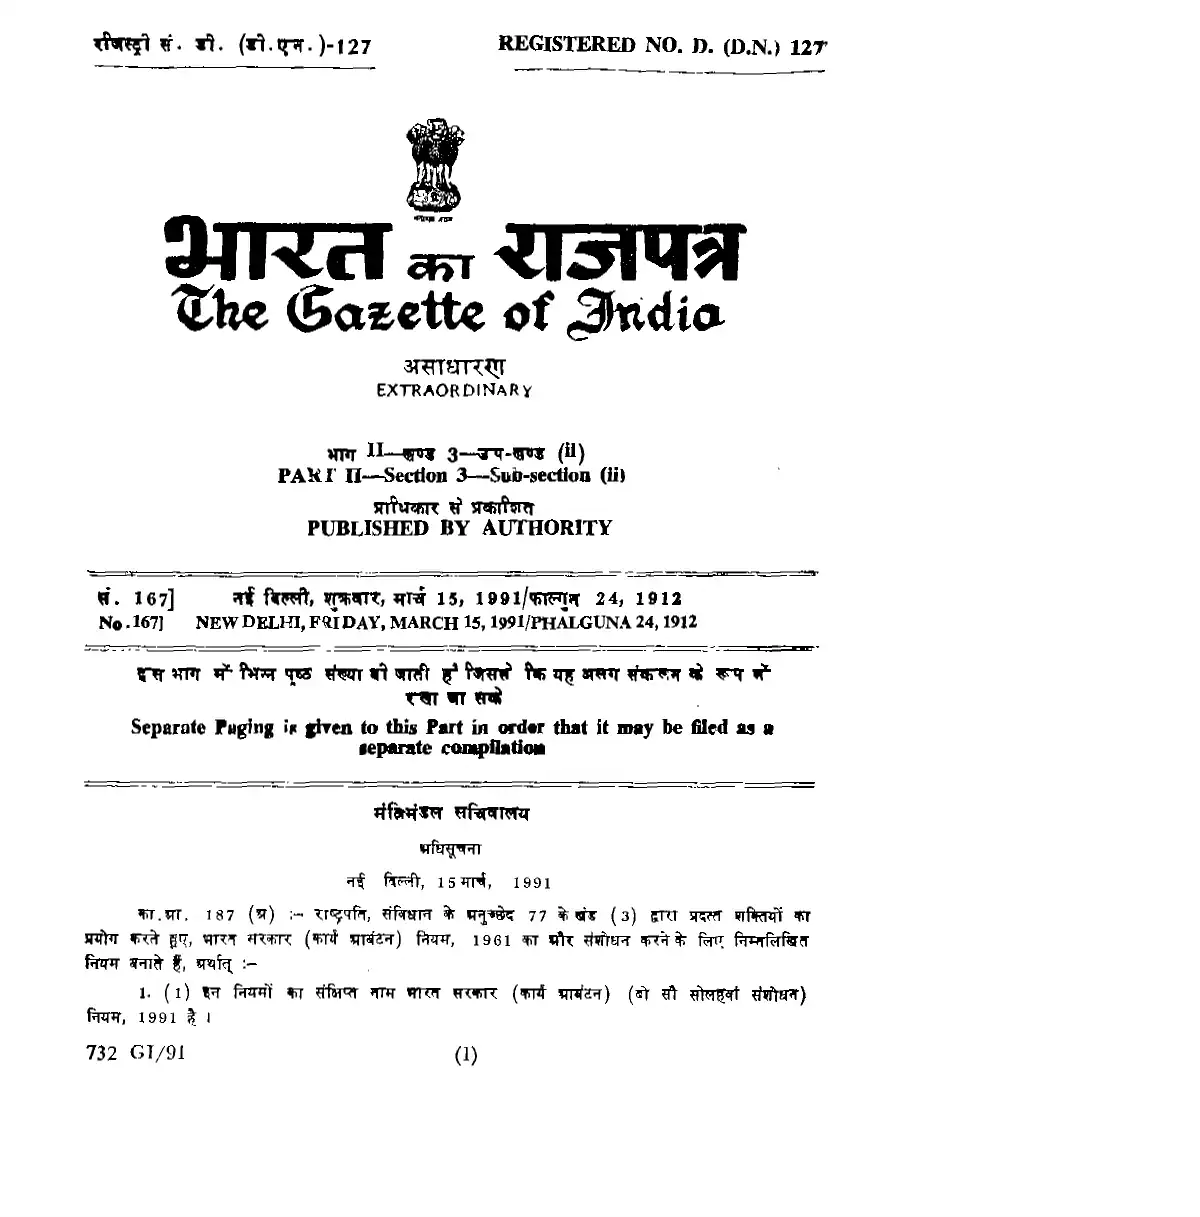 रजिस्ट्री सं. डी. (डी.एन.)-127
REGISTERED NO. D. (D.N.) 127
भारत का राजपत्र
The Gazette of India
असाधारण
EXTRAORDINARY
भाग II—खण्ड 3—उप-खण्ड (ii)
PART II—Section 3—Sub-section (ii)
प्राधिकार से प्रकाशित
PUBLISHED BY AUTHORITY
सं. 167] नई दिल्ली, शुक्रवार, मार्च 15, 1991/फाल्गुन 24, 1912
No.167] NEW DELHI, FRIDAY, MARCH 15, 1991/PHALGUNA 24, 1912
इस भाग में भिन्न पृष्ठ संख्या दी जाती है जिससे कि यह अलग संकलन के रूप में
रखा जा सके
Separate Paging is given to this Part in order that it may be filed as a
separate compilation
मंत्रिमंडल सचिवालय
अधिसूचना
नई दिल्ली, 15 मार्च, 1991
का.आ. 187 (अ) :— राष्ट्रपति, संविधान के अनुच्छेद 77 के खंड (3) द्वारा प्रदत्त शक्तियों का
प्रयोग करते हुए, भारत सरकार (कार्य आबंटन) नियम, 1961 का और संशोधन करने के लिए निम्नलिखित
नियम बनाते हैं, अर्थात् :—
1. (1) इन नियमों का संक्षिप्त नाम भारत सरकार (कार्य आबंटन) (दो सौ सोलहवां संशोधन)
नियम, 1991 है ।
732 GI/91 (1)